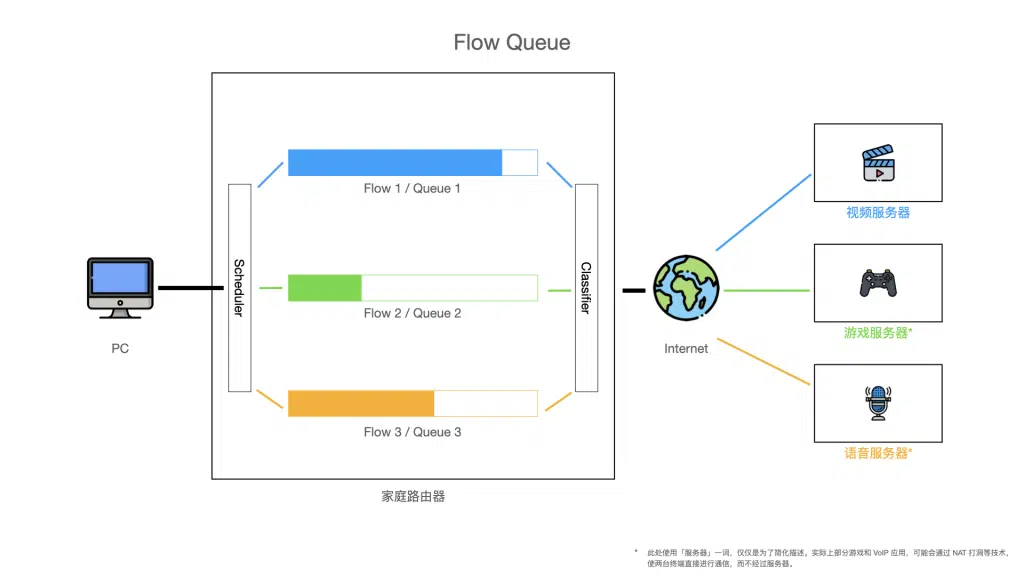 Flow Queue
Flow 1 / Queue 1
视频服务器
Scheduler
Classifier
Flow 2 / Queue 2
游戏服务器*
PC
Internet
Flow 3 / Queue 3
语音服务器*
家庭路由器
* 此处使用「服务器」一词，仅仅是为了简化描述。实际上部分游戏和 VoIP 应用，可能会通过 NAT 打洞等技术，
使两台终端直接进行通信，而不经过服务器。